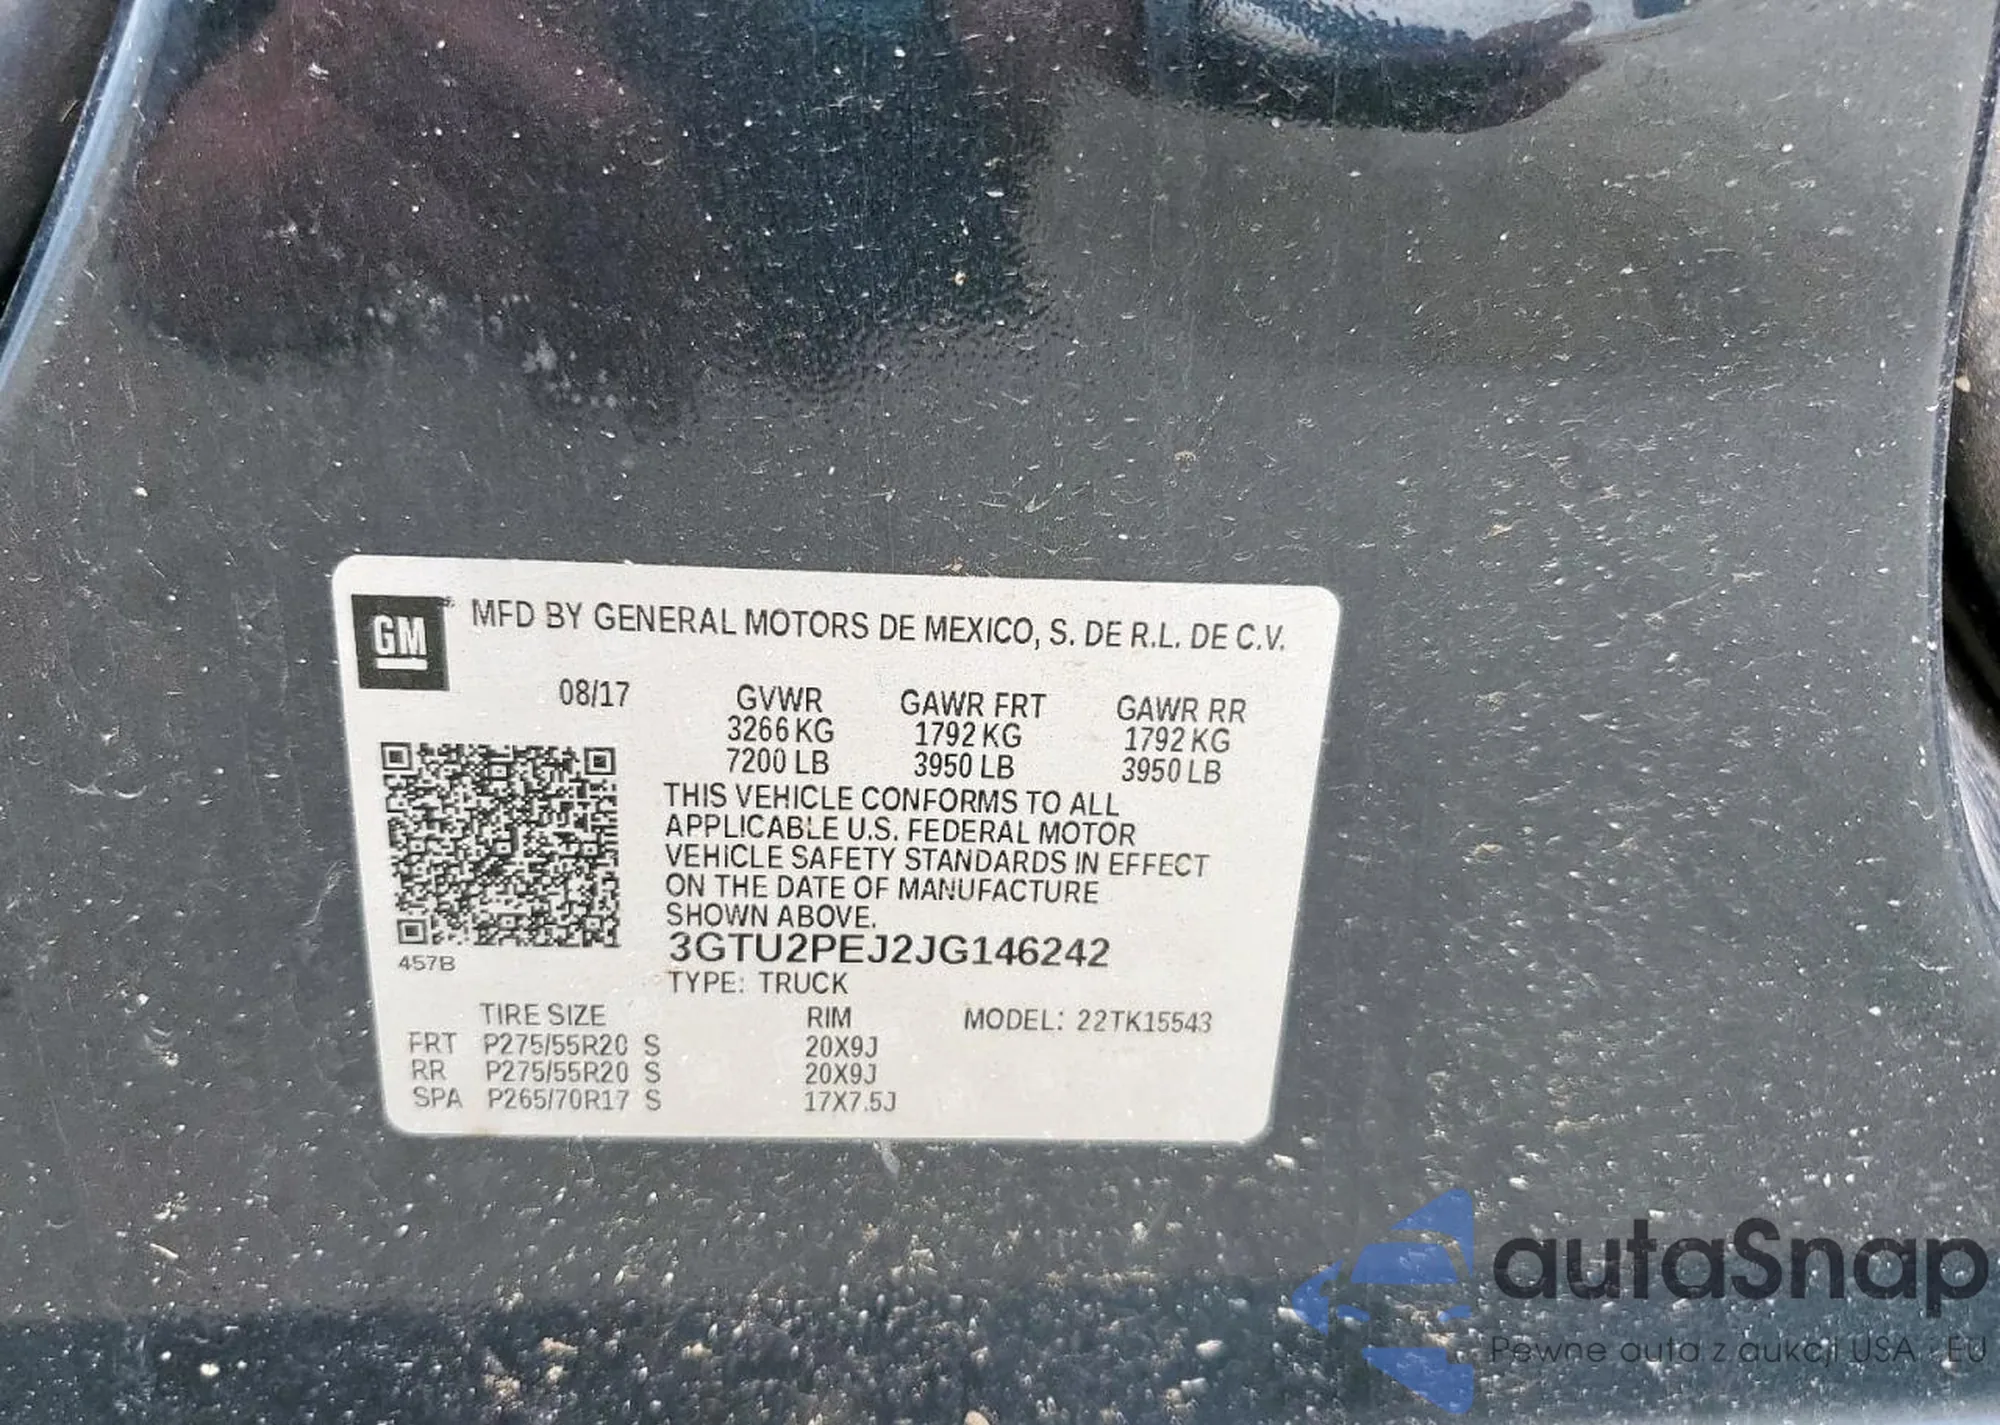 GM
MFD BY GENERAL MOTORS DE MEXICO, S. DE R.L. DE C.V.
08/17 GVWR GAWR FRT GAWR RR
3266 KG 1792 KG 1792 KG
7200 LB 3950 LB 3950 LB
THIS VEHICLE CONFORMS TO ALL
APPLICABLE U.S. FEDERAL MOTOR
VEHICLE SAFETY STANDARDS IN EFFECT
ON THE DATE OF MANUFACTURE
SHOWN ABOVE.
3GTU2PEJ2JG146242
457B
TYPE: TRUCK
TIRE SIZE RIM MODEL: 22TK15543
FRT P275/55R20 S 20X9J
RR P275/55R20 S 20X9J
SPA P265/70R17 S 17X7.5J
autaSnap
Pewne auta z aukcji USA i EU